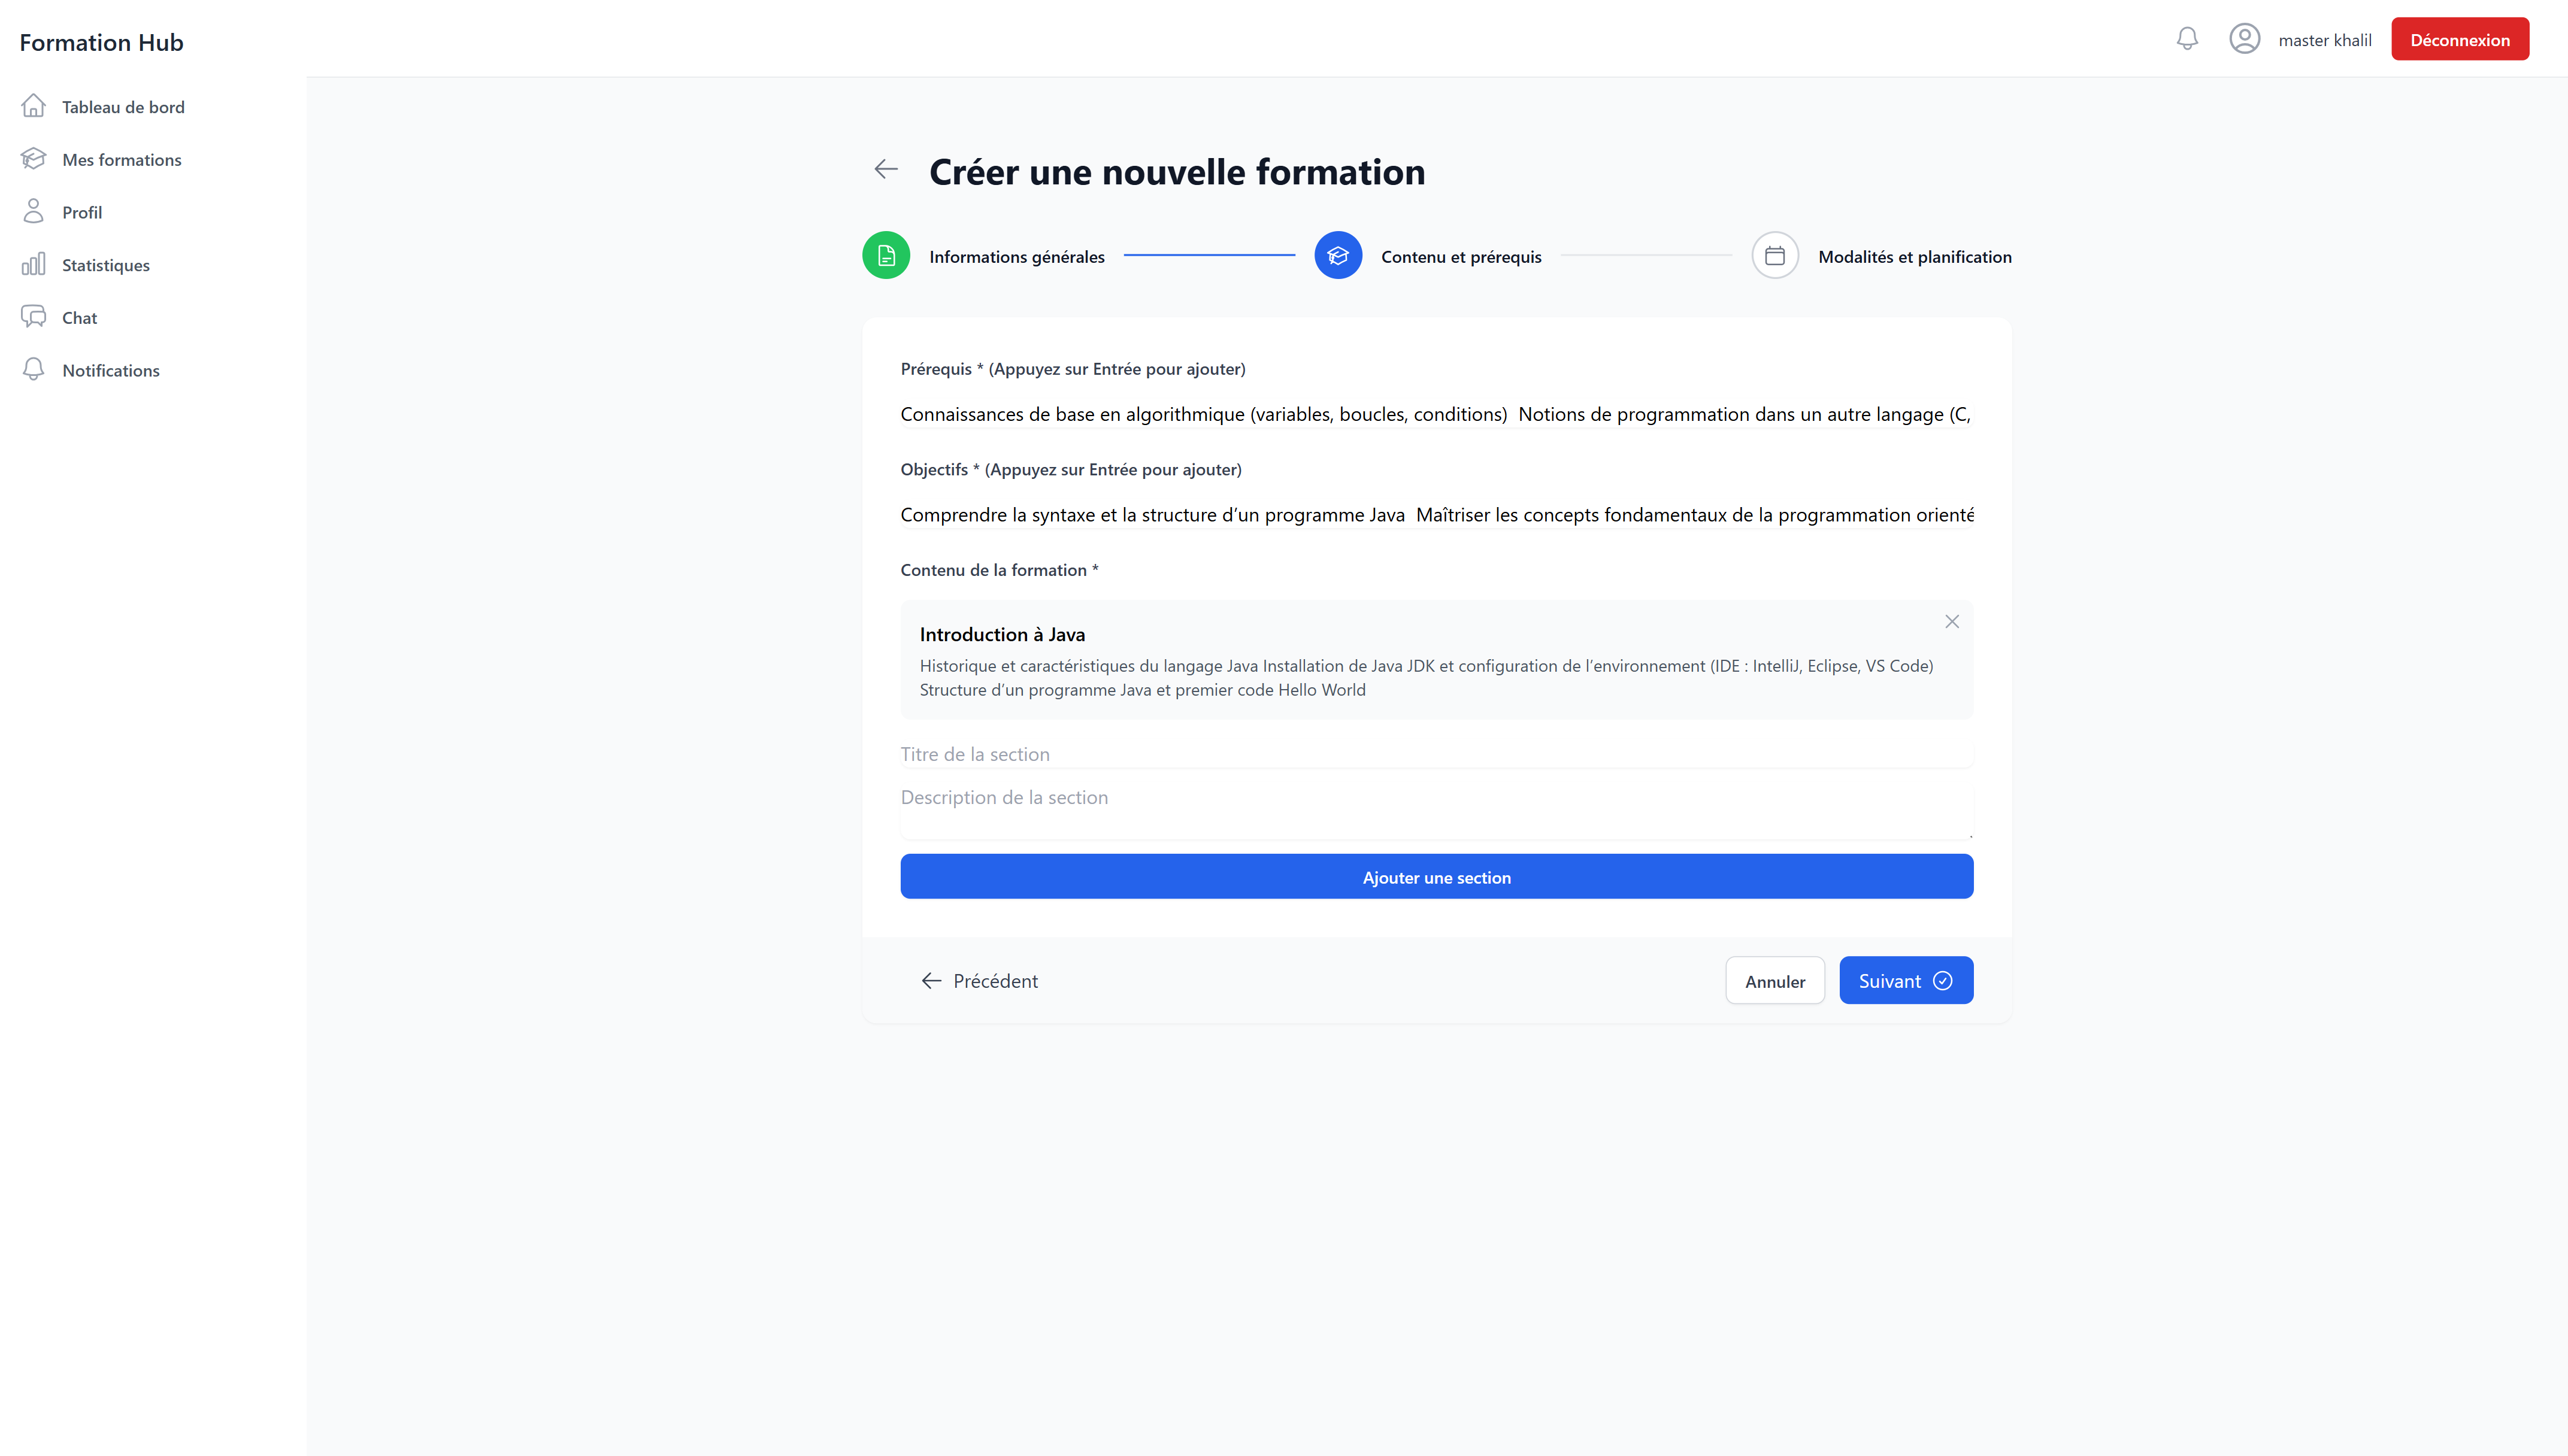 Formation Hub
master khalil
Déconnexion
Tableau de bord
Mes formations
Profil
Statistiques
Chat
Notifications
Créer une nouvelle formation
Informations générales
Contenu et prérequis
Modalités et planification
Prérequis * (Appuyez sur Entrée pour ajouter)
Connaissances de base en algorithmique (variables, boucles, conditions)  Notions de programmation dans un autre langage (C,
Objectifs * (Appuyez sur Entrée pour ajouter)
Comprendre la syntaxe et la structure d’un programme Java  Maîtriser les concepts fondamentaux de la programmation orienté
Contenu de la formation *
Introduction à Java
Historique et caractéristiques du langage Java Installation de Java JDK et configuration de l’environnement (IDE : IntelliJ, Eclipse, VS Code)
Structure d’un programme Java et premier code Hello World
Titre de la section
Description de la section
Ajouter une section
Précédent
Annuler
Suivant